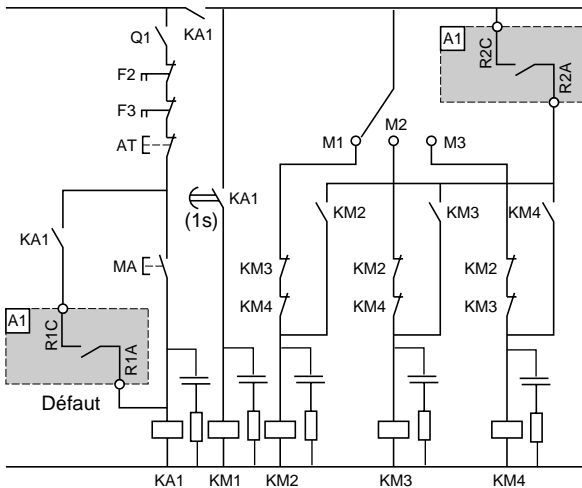 Q1
KA1
A1
R2C
R2A
F2
F3
AT
M1
M2
M3
KA1
(1s)
KM2
KM3
KM4
KA1
MA
KM3
KM2
KM2
KM4
KM4
KM3
A1
R1C
R1A
Défaut
KA1
KM1
KM2
KM3
KM4